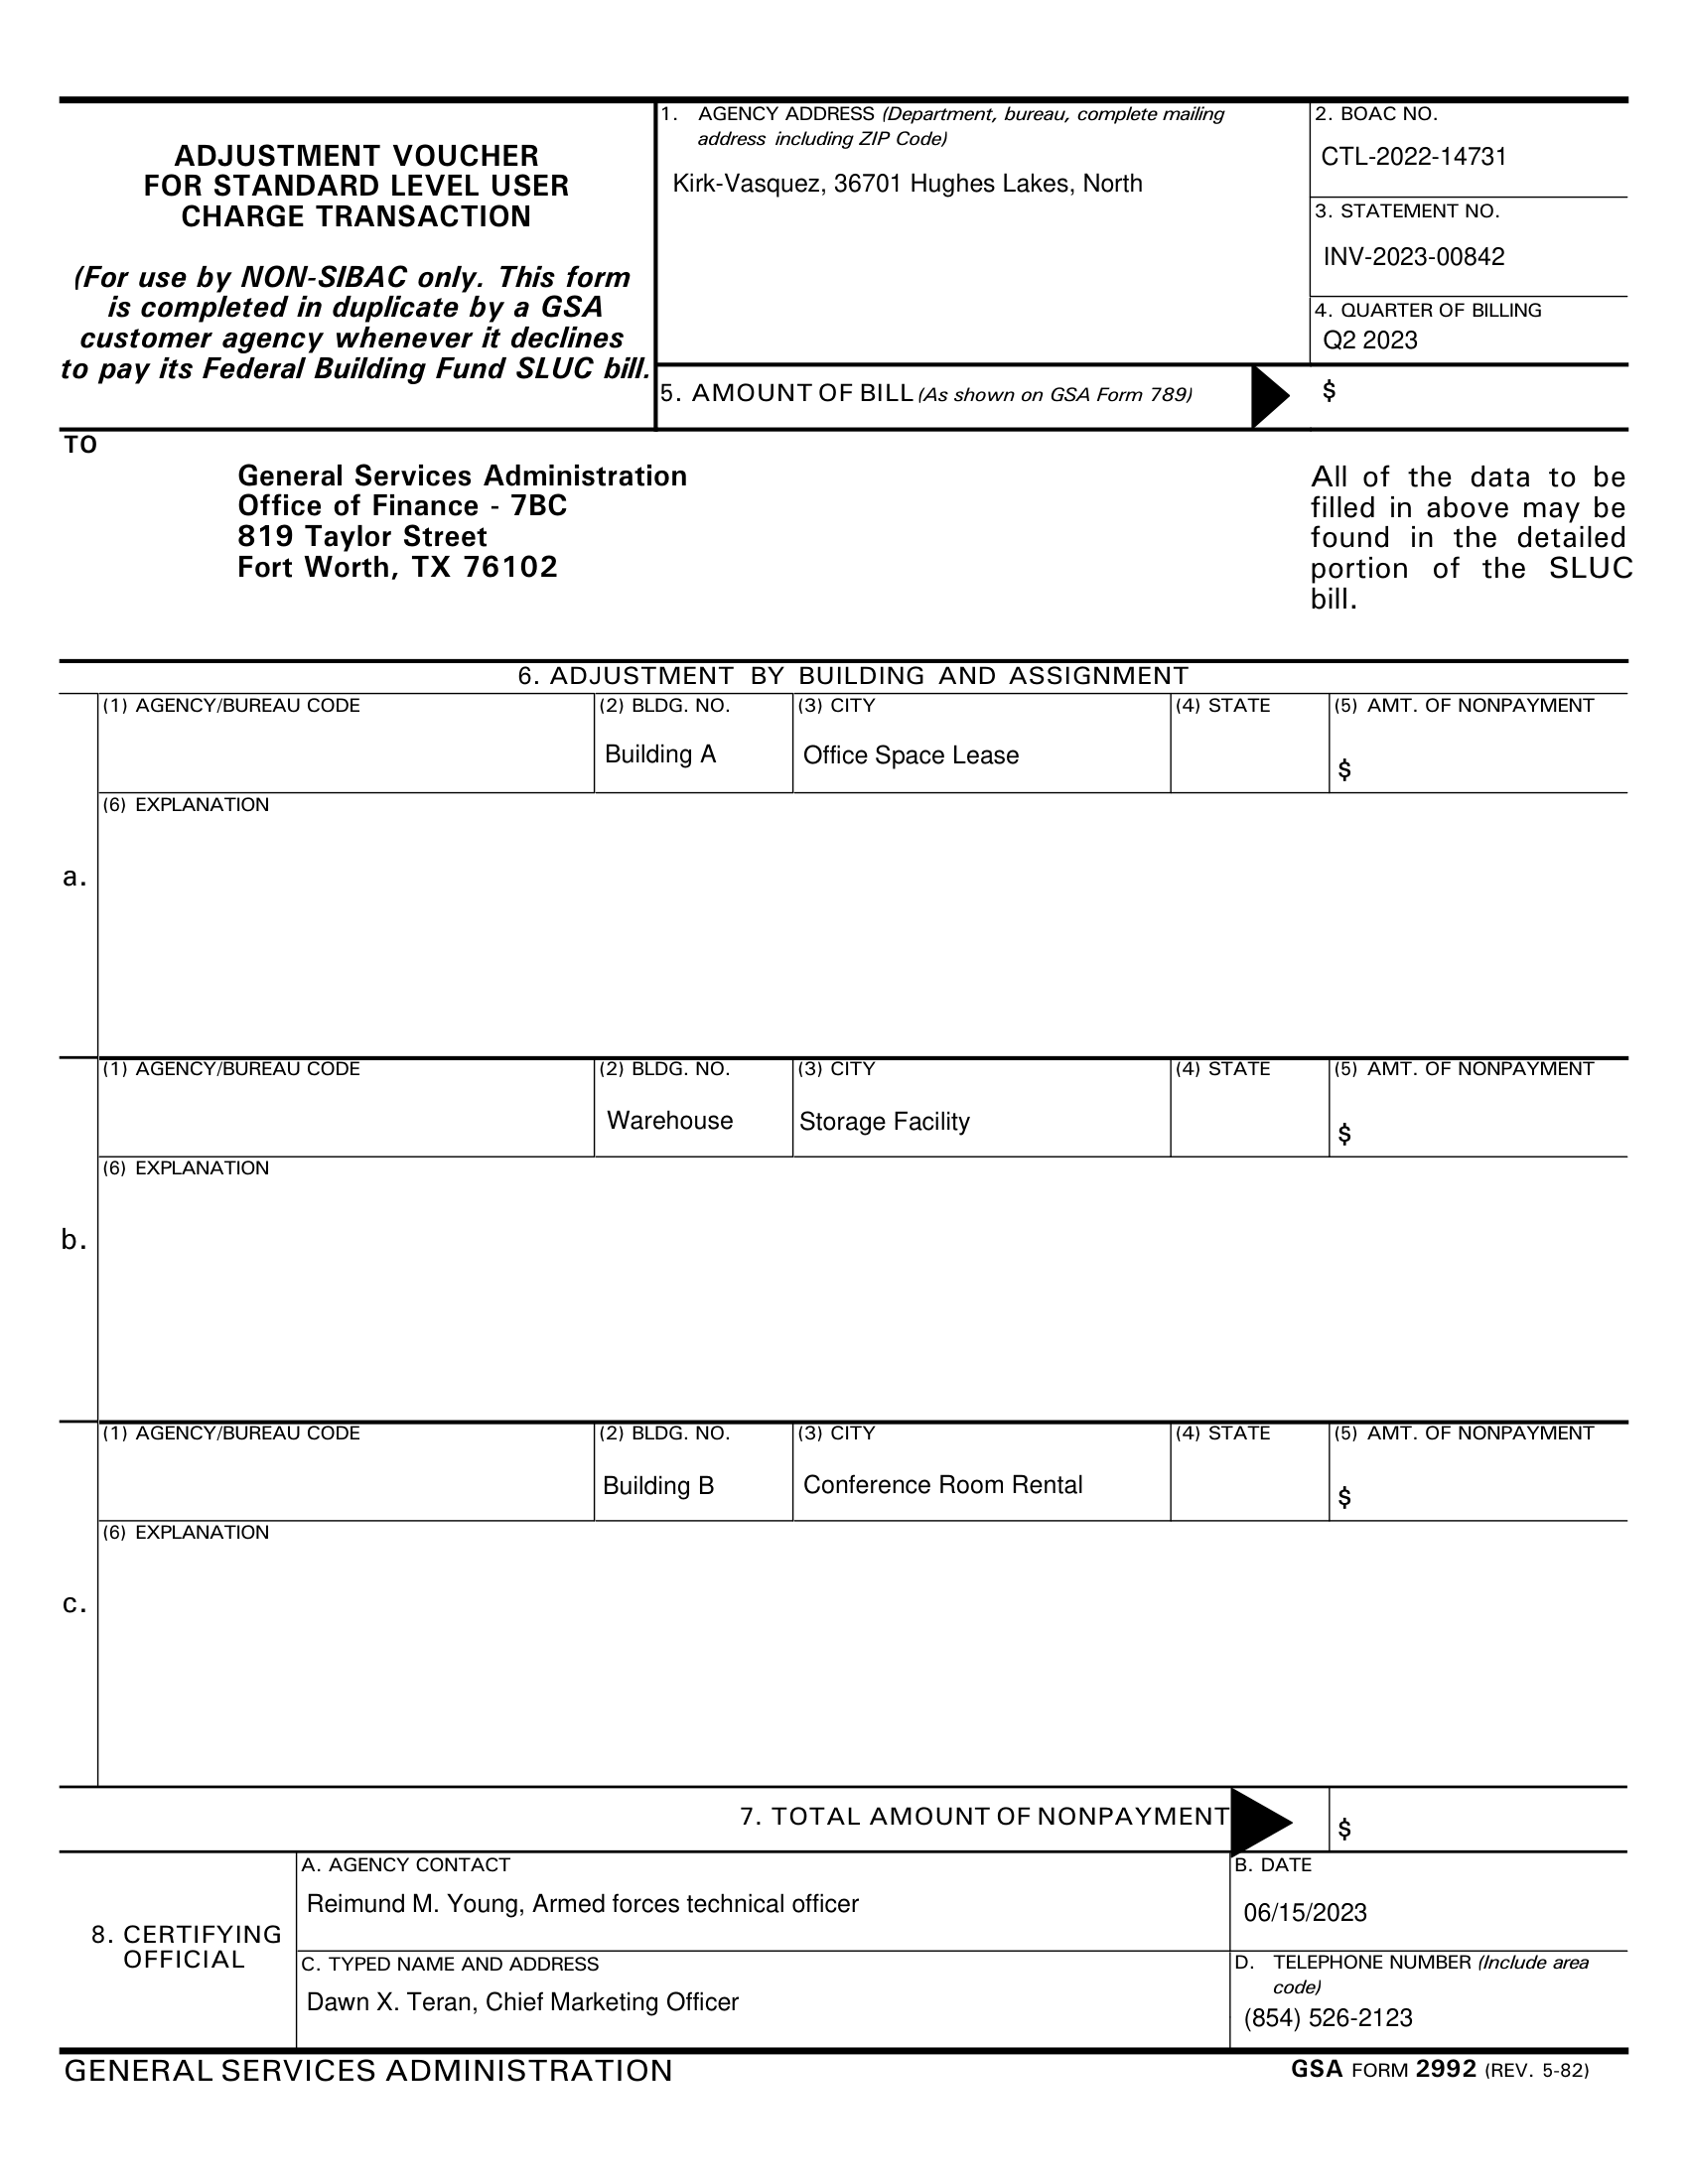 ADJUSTMENT VOUCHER
FOR STANDARD LEVEL USER
CHARGE TRANSACTION
(For use by NON-SIBAC only. This form
is completed in duplicate by a GSA
customer agency whenever it declines
to pay its Federal Building Fund SLUC bill.
1. AGENCY ADDRESS (Department, bureau, complete mailing
address including ZIP Code)
Kirk-Vasquez, 36701 Hughes Lakes, North
2. BOAC NO.
CTL-2022-14731
3. STATEMENT NO.
INV-2023-00842
4. QUARTER OF BILLING
Q2 2023
5. AMOUNT OF BILL (As shown on GSA Form 789)
$
TO
General Services Administration
Office of Finance - 7BC
819 Taylor Street
Fort Worth, TX 76102
All of the data to be
filled in above may be
found in the detailed
portion of the SLUC
bill.
6. ADJUSTMENT BY BUILDING AND ASSIGNMENT
a.
(1) AGENCY/BUREAU CODE
(2) BLDG. NO.
Building A
(3) CITY
Office Space Lease
(4) STATE
(5) AMT. OF NONPAYMENT
$
(6) EXPLANATION
b.
(1) AGENCY/BUREAU CODE
(2) BLDG. NO.
Warehouse
(3) CITY
Storage Facility
(4) STATE
(5) AMT. OF NONPAYMENT
$
(6) EXPLANATION
c.
(1) AGENCY/BUREAU CODE
(2) BLDG. NO.
Building B
(3) CITY
Conference Room Rental
(4) STATE
(5) AMT. OF NONPAYMENT
$
(6) EXPLANATION
7. TOTAL AMOUNT OF NONPAYMENT
$
8. CERTIFYING
OFFICIAL
A. AGENCY CONTACT
Reimund M. Young, Armed forces technical officer
B. DATE
06/15/2023
C. TYPED NAME AND ADDRESS
Dawn X. Teran, Chief Marketing Officer
D. TELEPHONE NUMBER (Include area
code)
(854) 526-2123
GENERAL SERVICES ADMINISTRATION
GSA FORM 2992 (REV. 5-82)